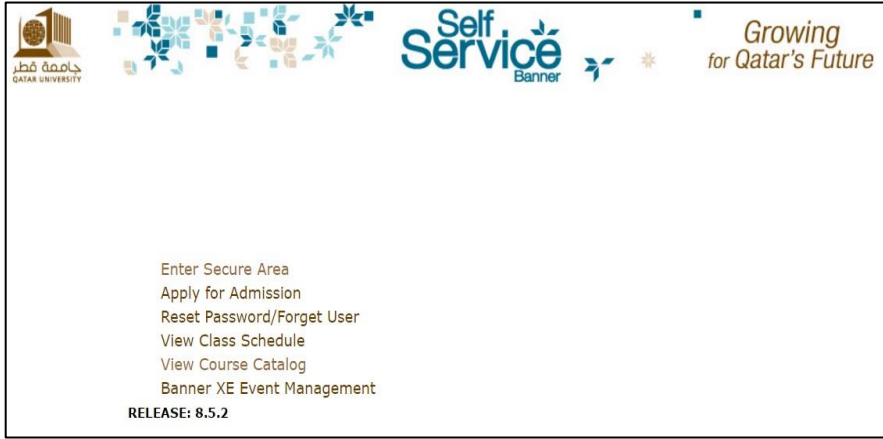 جامعة قطر
QATAR UNIVERSITY
Self
Service
Banner
Growing
for Qatar's Future
Enter Secure Area
Apply for Admission
Reset Password/Forget User
View Class Schedule
View Course Catalog
Banner XE Event Management
RELEASE: 8.5.2